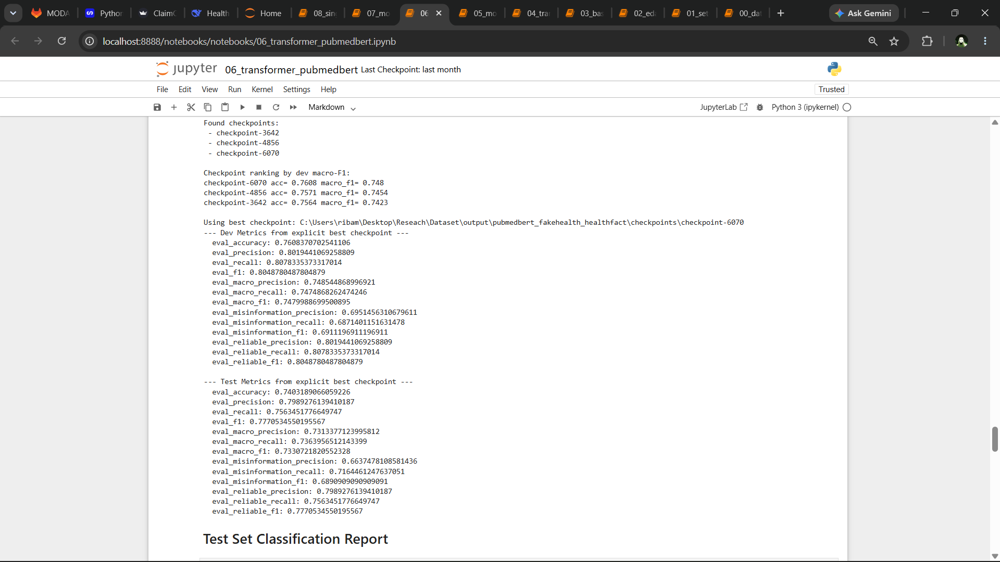 MODA
Python
ClaimC
Health
Home
08_sin
07_mo
06
05_mo
04_tra
03_bas
02_eda
01_set
00_dat
Ask Gemini
localhost:8888/notebooks/notebooks/06_transformer_pubmedbert.ipynb
jupyter 06_transformer_pubmedbert Last Checkpoint: last month
File Edit View Run Kernel Settings Help
Trusted
Markdown
JupyterLab
Python 3 (ipykernel)
Found checkpoints:
- checkpoint-3642
- checkpoint-4856
- checkpoint-6070
Checkpoint ranking by dev macro-F1:
checkpoint-6070 acc= 0.7608 macro_f1= 0.748
checkpoint-4856 acc= 0.7571 macro_f1= 0.7454
checkpoint-3642 acc= 0.7564 macro_f1= 0.7423
Using best checkpoint: C:\Users\ribam\Desktop\Reseach\Dataset\output\pubmedbert_fakehealth_healthfact\checkpoints\checkpoint-6070
--- Dev Metrics from explicit best checkpoint ---
eval_accuracy: 0.7608370702541106
eval_precision: 0.8019441069258809
eval_recall: 0.8078335373317014
eval_f1: 0.8048780487804879
eval_macro_precision: 0.748544868996921
eval_macro_recall: 0.7474868262474246
eval_macro_f1: 0.7479988699500895
eval_misinformation_precision: 0.6951456310679611
eval_misinformation_recall: 0.6871401151631478
eval_misinformation_f1: 0.6911196911196911
eval_reliable_precision: 0.8019441069258809
eval_reliable_recall: 0.8078335373317014
eval_reliable_f1: 0.8048780487804879
--- Test Metrics from explicit best checkpoint ---
eval_accuracy: 0.7403189066059226
eval_precision: 0.7989276139410187
eval_recall: 0.7563451776649747
eval_f1: 0.7770534550195567
eval_macro_precision: 0.7313377123995812
eval_macro_recall: 0.7363956512143399
eval_macro_f1: 0.7330721820552328
eval_misinformation_precision: 0.6637478108581436
eval_misinformation_recall: 0.7164461247637051
eval_misinformation_f1: 0.6890909090909091
eval_reliable_precision: 0.7989276139410187
eval_reliable_recall: 0.7563451776649747
eval_reliable_f1: 0.7770534550195567
Test Set Classification Report